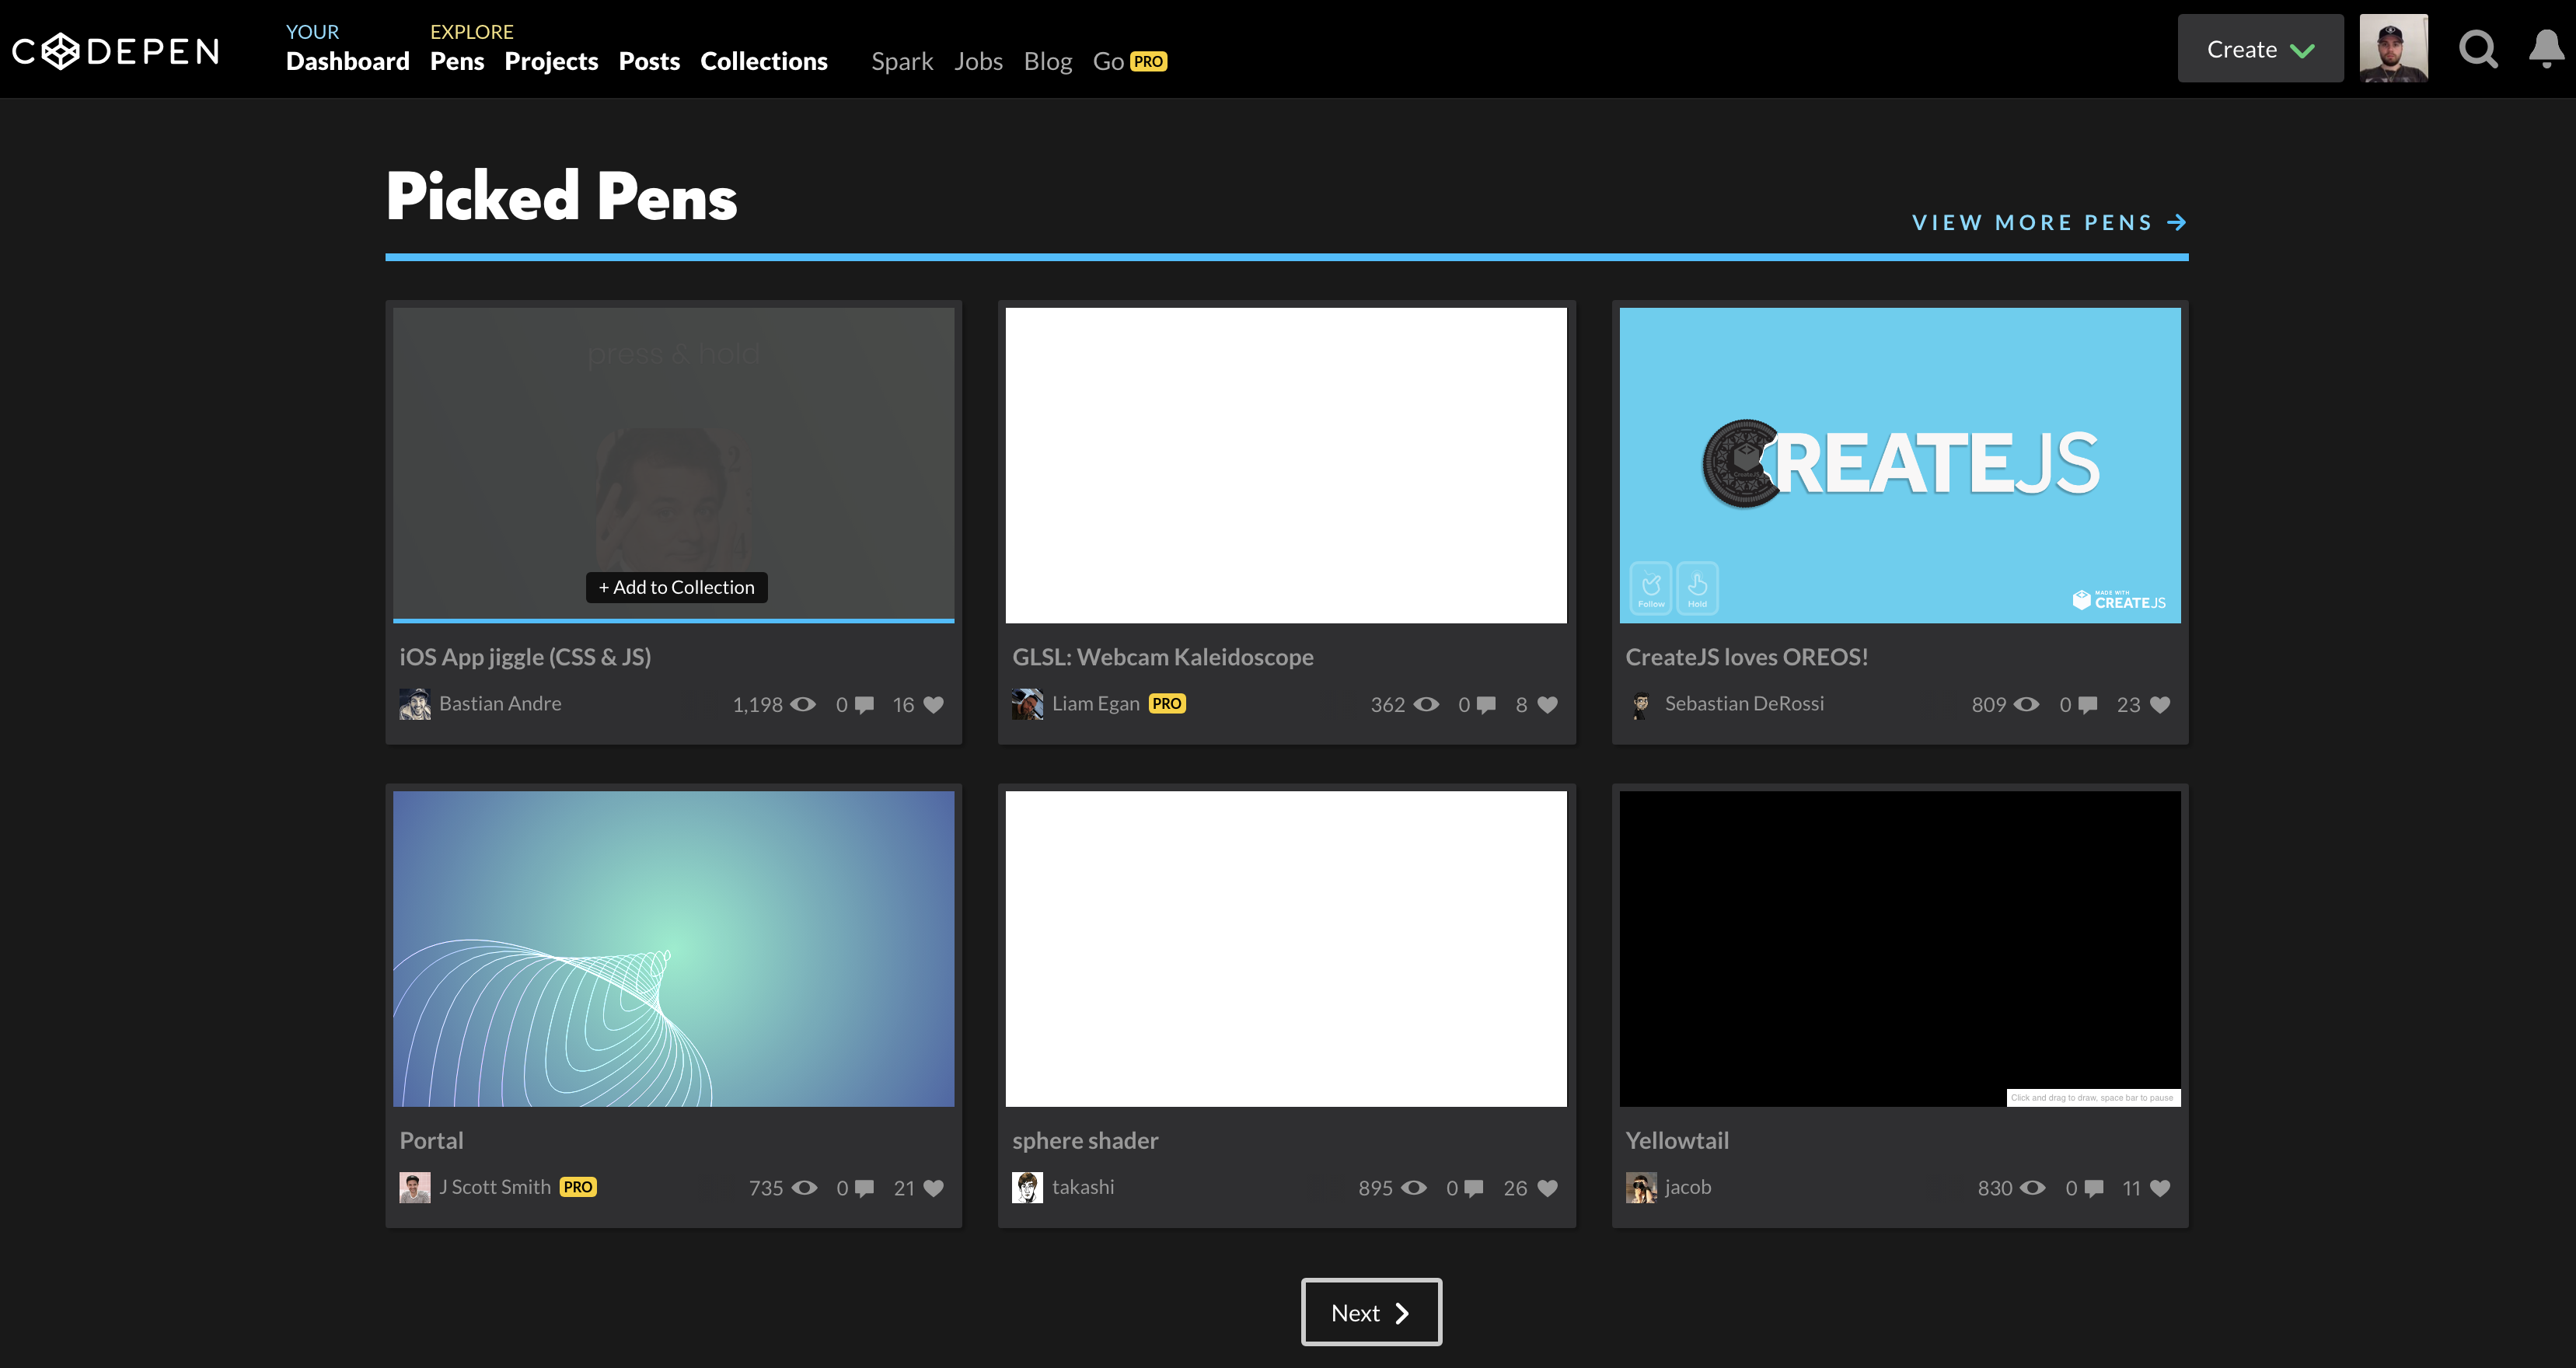 CODEPEN
YOUR
Dashboard
EXPLORE
Pens Projects Posts Collections
Spark Jobs Blog Go PRO
Create
Picked Pens
VIEW MORE PENS
press & hold
+ Add to Collection
iOS App jiggle (CSS & JS)
Bastian Andre
1,198 0 16
GLSL: Webcam Kaleidoscope
Liam Egan PRO
362 0 8
CREATEJS
Follow
Hold
MADE WITH
CREATEJS
CreateJS loves OREOS!
Sebastian DeRossi
809 0 23
Portal
J Scott Smith PRO
735 0 21
sphere shader
takashi
895 0 26
Click and drag to draw, space bar to pause
Yellowtail
jacob
830 0 11
Next